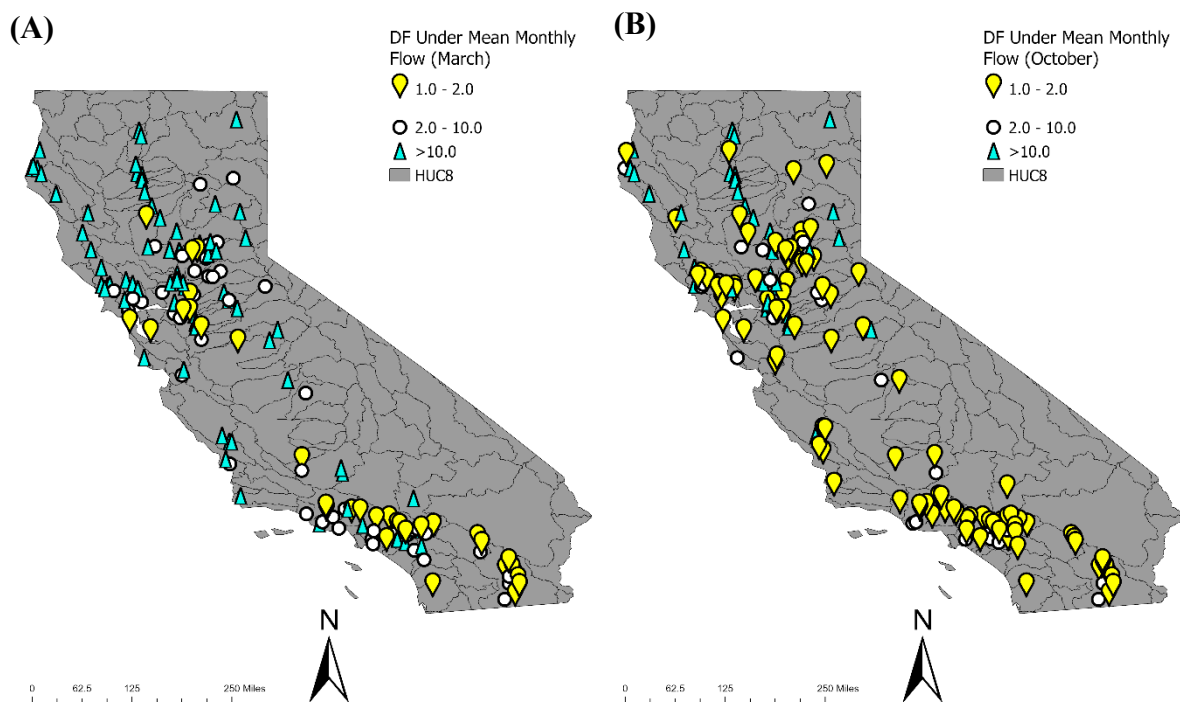 (A)
DF Under Mean Monthly
Flow (March)
1.0 - 2.0
2.0 - 10.0
>10.0
HUC8
N
0 62.5 125 250 Miles
(B)
DF Under Mean Monthly
Flow (October)
1.0 - 2.0
2.0 - 10.0
>10.0
HUC8
N
0 62.5 125 250 Miles